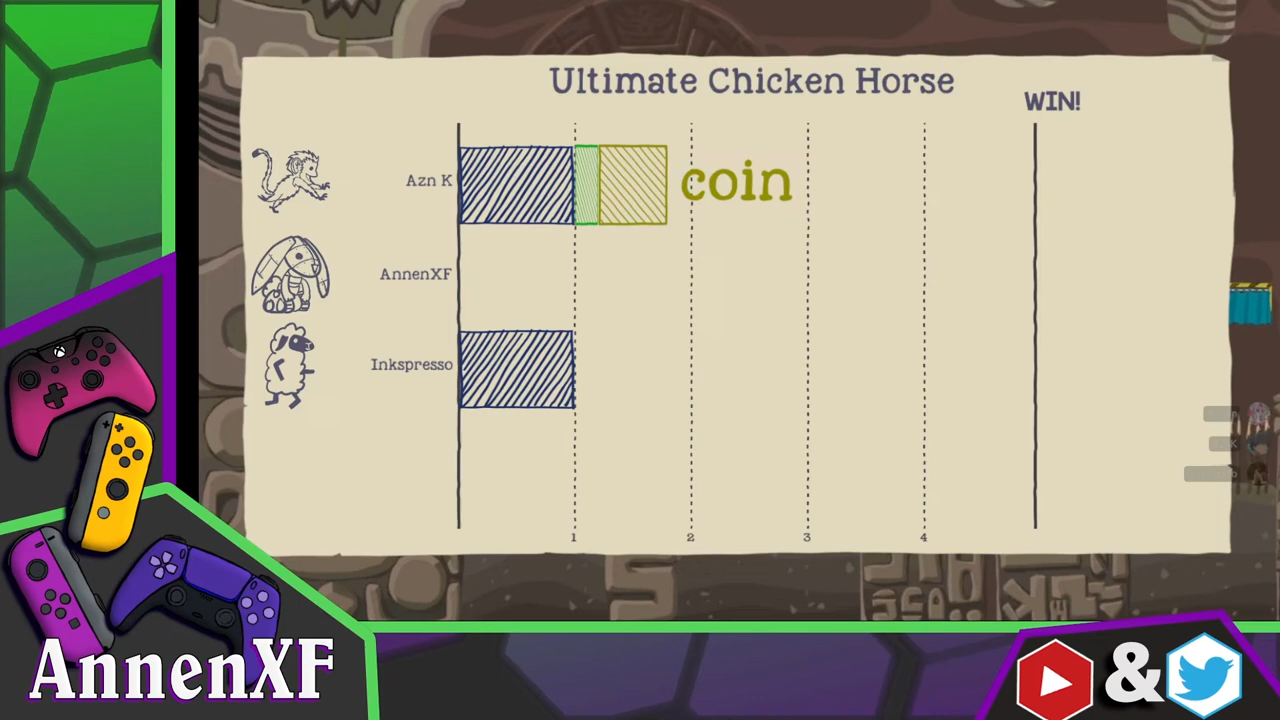 Ultimate Chicken Horse
WIN!
Azn K
coin
AnnenXF
Inkspresso
1 2 3 4
AnnenXF
&